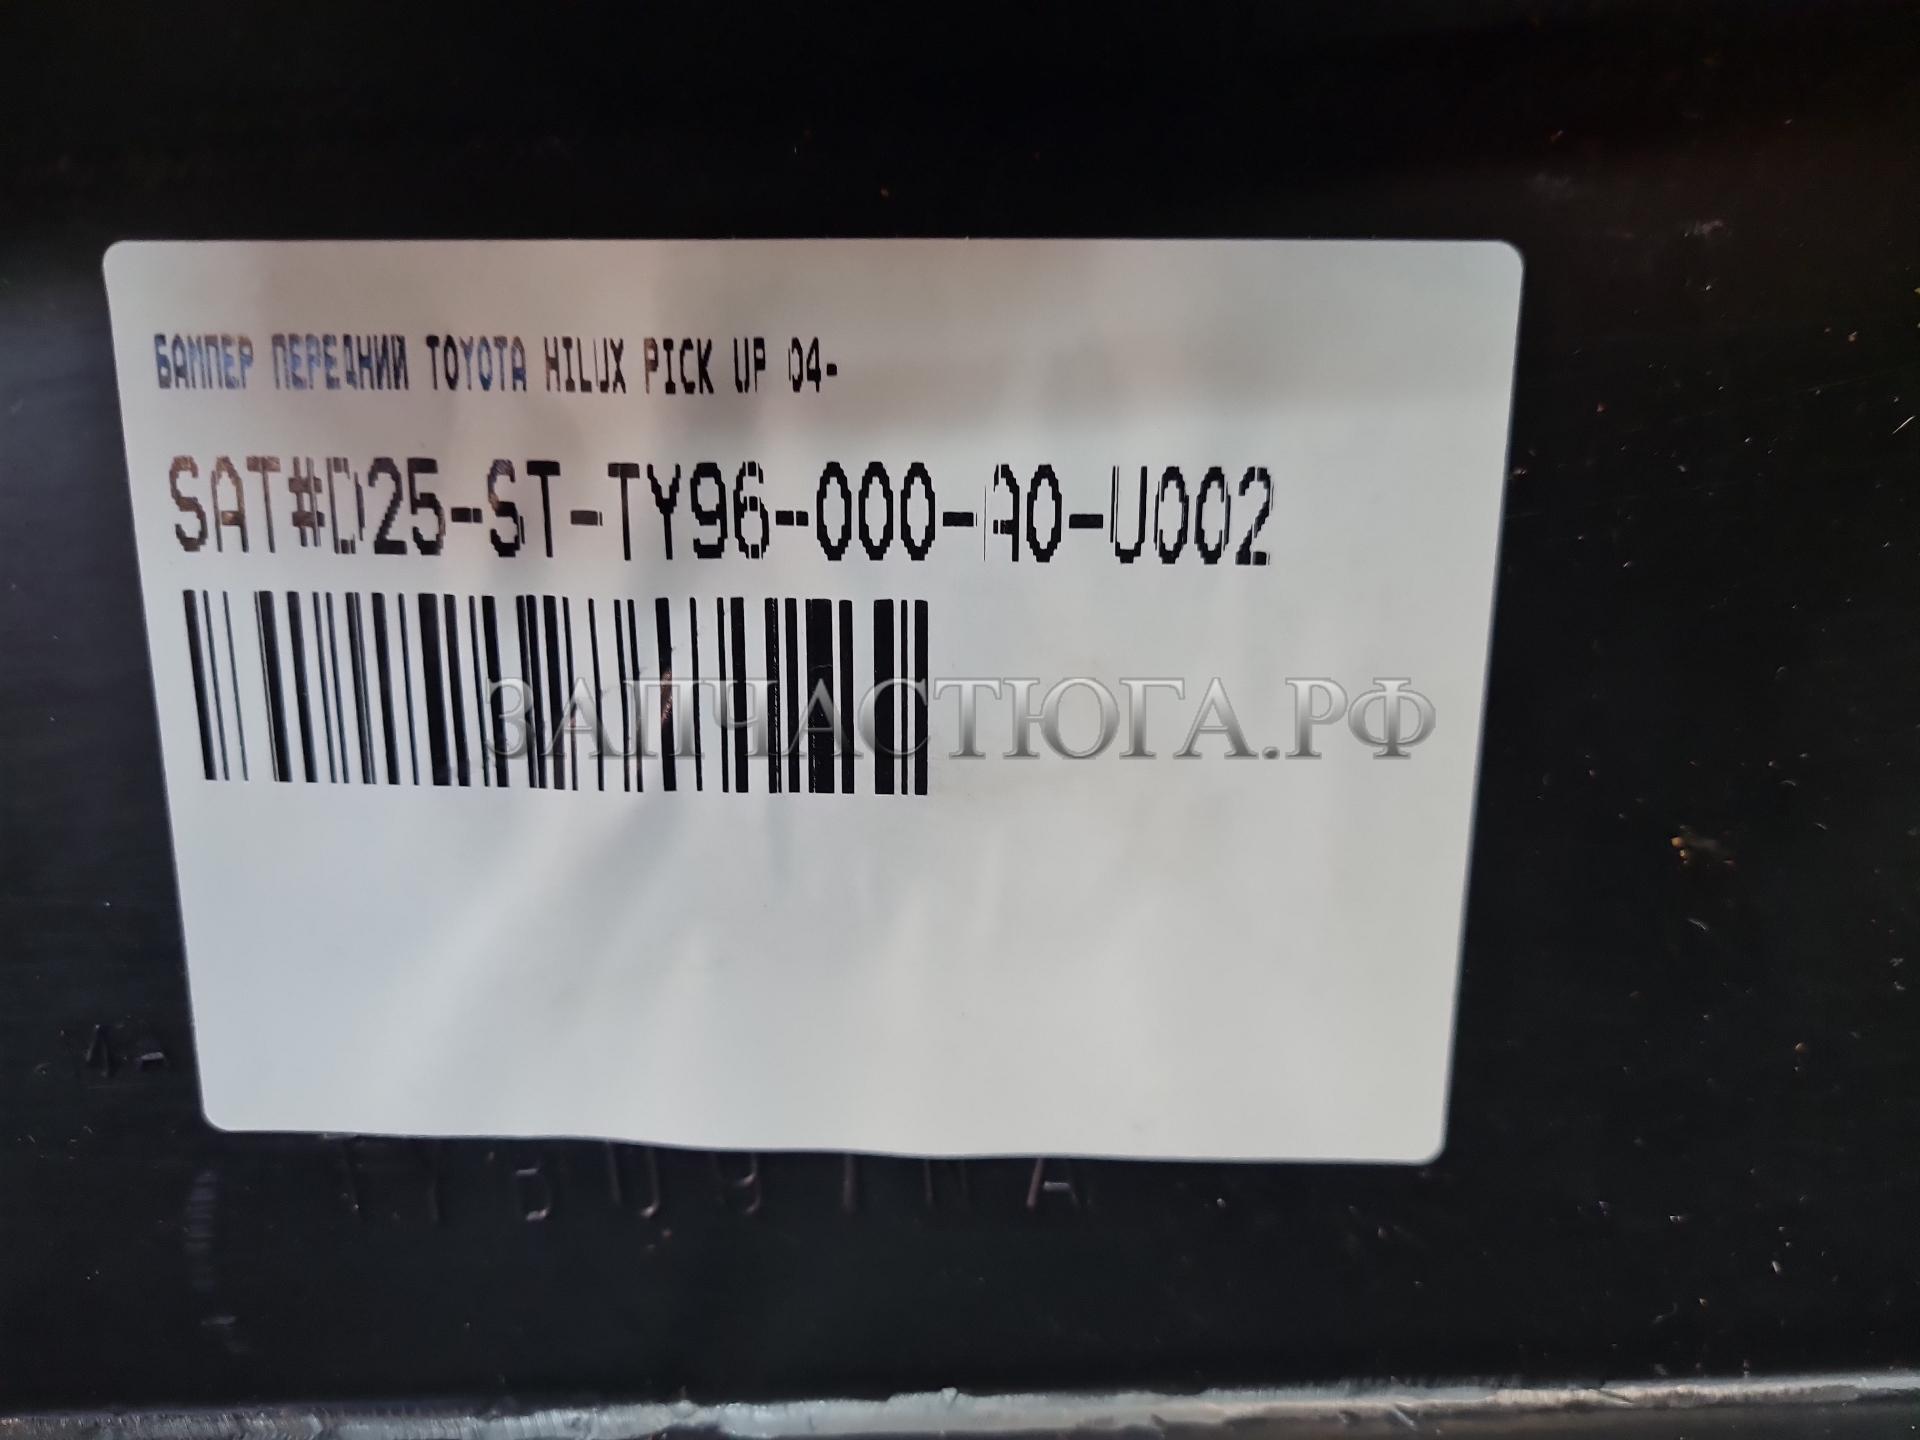 БАМПЕР ПЕРЕДНИЙ TOYOTA HILUX PICK UP 04-
SAT#D25-ST-TY96-000-A0-U002
ЗАПЧАСТЮГА.РФ